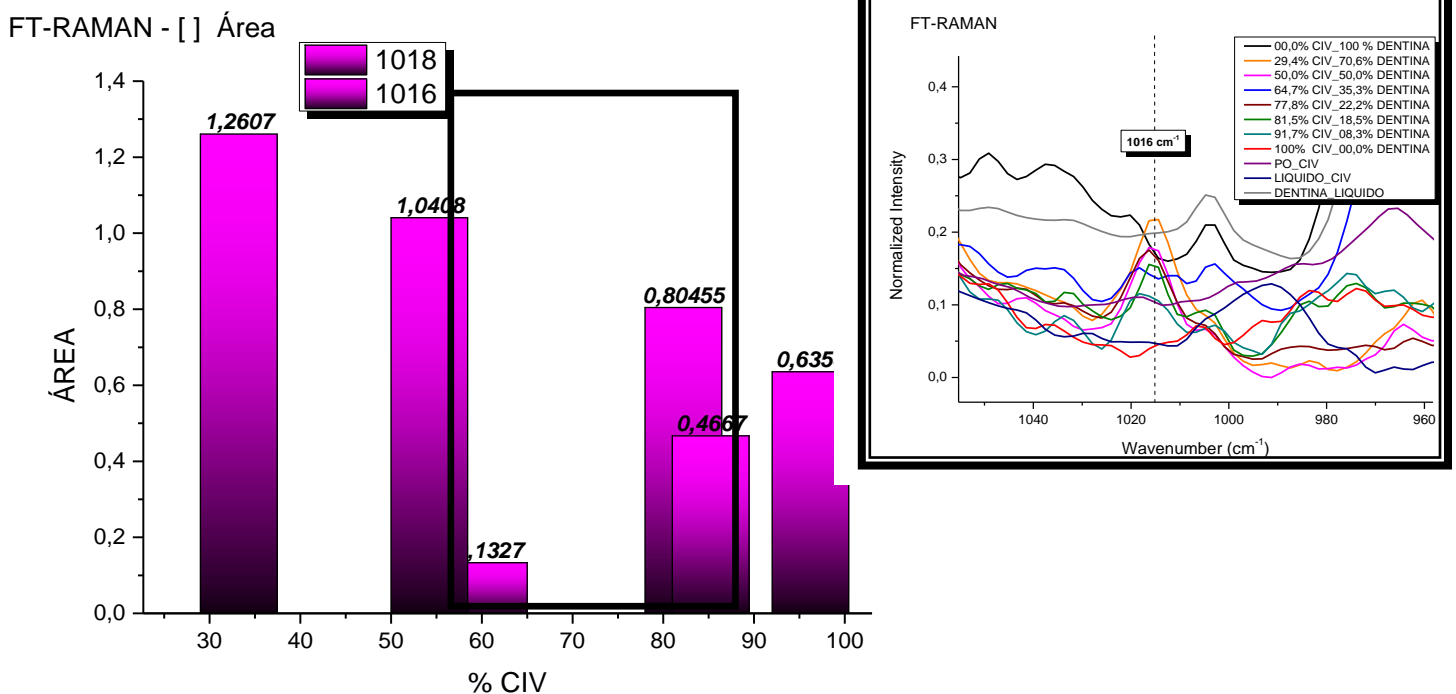 FT-RAMAN - [ ] Área
1018
1016
1,4
1,2
1,0
0,8
0,6
0,4
0,2
0,0
ÁREA
1,2607
1,0408
,1327
0,80455
0,4667
0,635
30 40 50 60 70 80 90 100
% CIV
FT-RAMAN
00,0% CIV_100 % DENTINA
29,4% CIV_70,6% DENTINA
50,0% CIV_50,0% DENTINA
64,7% CIV_35,3% DENTINA
77,8% CIV_22,2% DENTINA
81,5% CIV_18,5% DENTINA
91,7% CIV_08,3% DENTINA
100% CIV_00,0% DENTINA
PO_CIV
LIQUIDO_CIV
DENTINA_LIQUIDO
1016 cm⁻¹
0,4
0,3
0,2
0,1
0,0
Normalized Intensity
1040 1020 1000 980 960
Wavenumber (cm⁻¹)